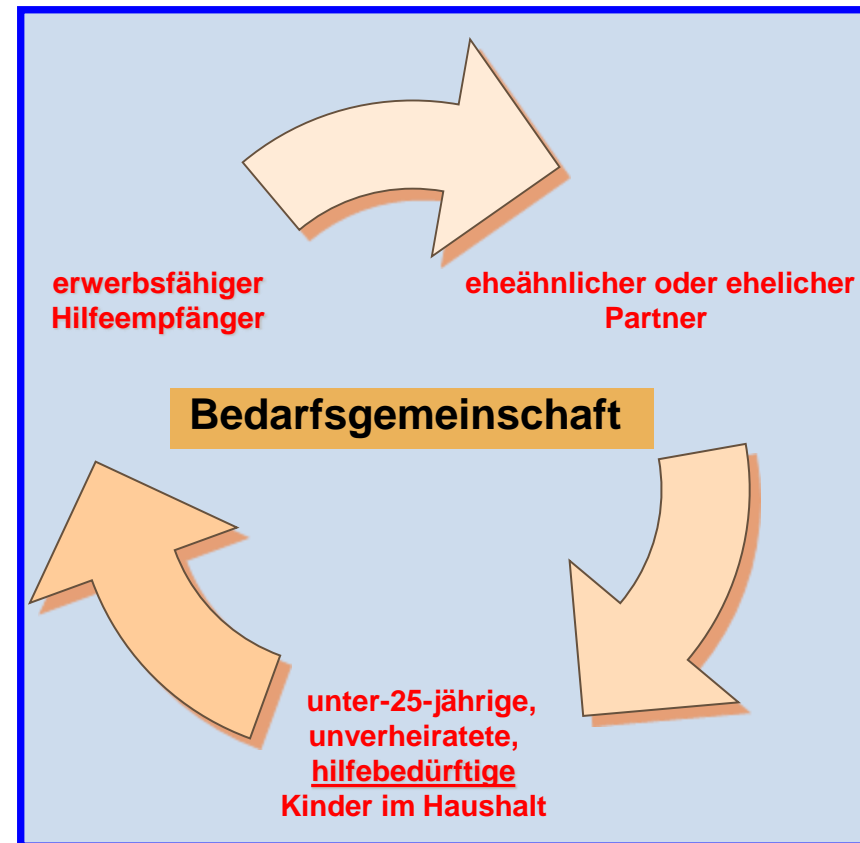 erwerbsfähiger
Hilfeempfänger
eheähnlicher oder ehelicher
Partner
Bedarfsgemeinschaft
unter-25-jährige,
unverheiratete,
hilfebedürftige
Kinder im Haushalt